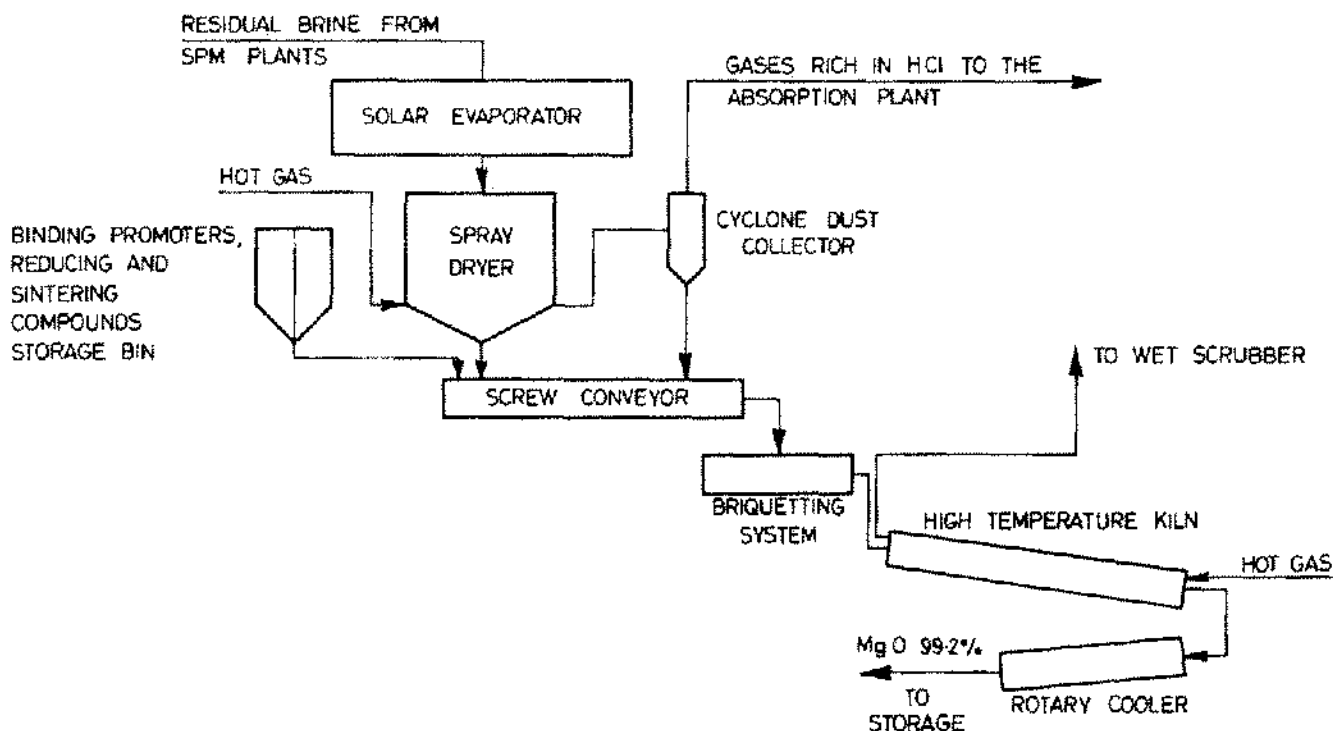 RESIDUAL BRINE FROM
SPM PLANTS
GASES RICH IN HCl TO THE
ABSORPTION PLANT
SOLAR EVAPORATOR
HOT GAS
BINDING PROMOTERS,
REDUCING AND
SINTERING
COMPOUNDS
STORAGE BIN
SPRAY
DRYER
CYCLONE DUST
COLLECTOR
TO WET SCRUBBER
SCREW CONVEYOR
BRIQUETTING
SYSTEM
HIGH TEMPERATURE KILN
HOT GAS
MgO 99·2%
TO
STORAGE
ROTARY COOLER